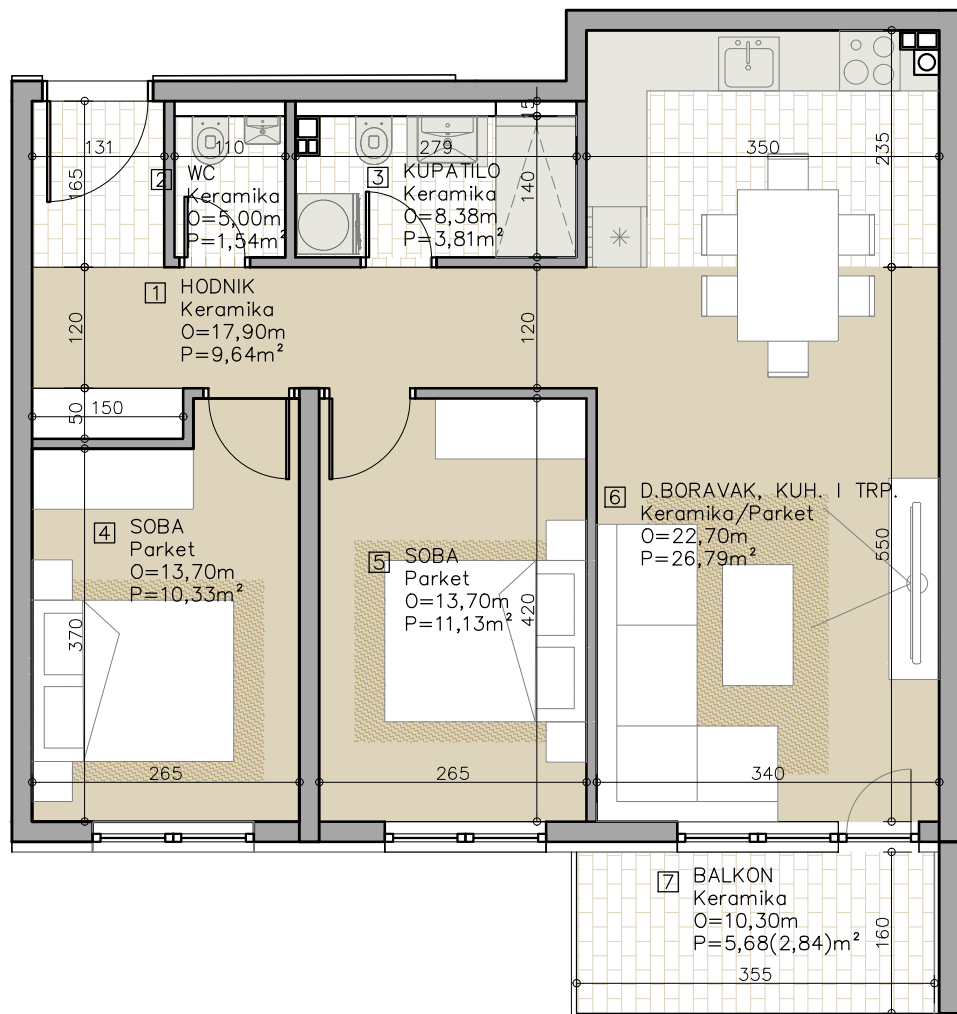 131
165
2
WC
Keramika
O=5,00m
P=1,54m²
110
3
KUPATILO
Keramika
O=8,38m
P=3,81m²
279
15
140
350
235
1
HODNIK
Keramika
O=17,90m
P=9,64m²
120
120
50
150
4
SOBA
Parket
O=13,70m
P=10,33m²
370
265
5
SOBA
Parket
O=13,70m
P=11,13m²
420
265
6
D.BORAVAK, KUH. I TRP.
Keramika/Parket
O=22,70m
P=26,79m²
550
340
7
BALKON
Keramika
O=10,30m
P=5,68(2,84)m²
160
355